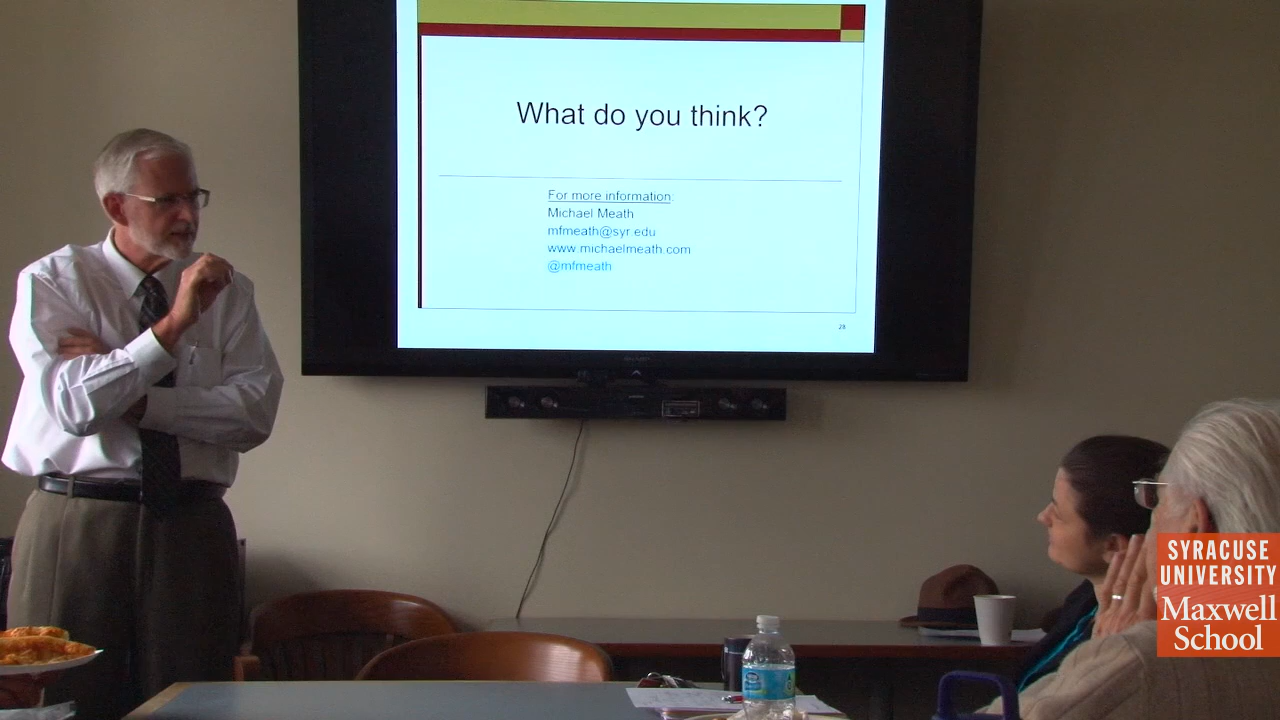 What do you think?
For more information:
Michael Meath
mfmeath@syr.edu
www.michaelmeath.com
@mfmeath
28
SYRACUSE
UNIVERSITY
Maxwell
School